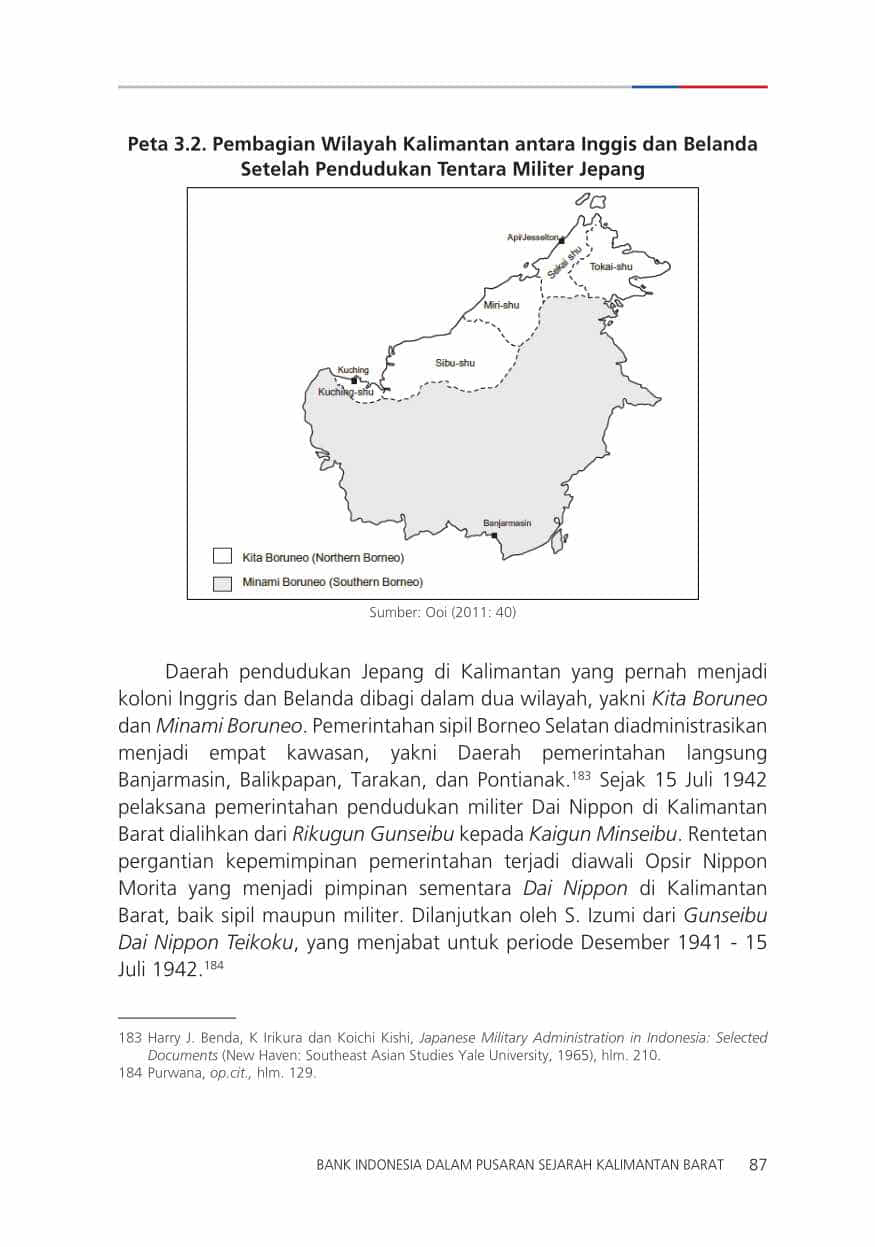 Peta 3.2. Pembagian Wilayah Kalimantan antara Inggis dan Belanda
Setelah Pendudukan Tentara Militer Jepang
Api/Jesselton
Sekai shu
Tokai-shu
Miri-shu
Sibu-shu
Kuching
Kuching-shu
Banjarmasin
Kita Boruneo (Northern Borneo)
Minami Boruneo (Southern Borneo)
Sumber: Ooi (2011: 40)
Daerah pendudukan Jepang di Kalimantan yang pernah menjadi
koloni Inggris dan Belanda dibagi dalam dua wilayah, yakni Kita Boruneo
dan Minami Boruneo. Pemerintahan sipil Borneo Selatan diadministrasikan
menjadi empat kawasan, yakni Daerah pemerintahan langsung
Banjarmasin, Balikpapan, Tarakan, dan Pontianak.183 Sejak 15 Juli 1942
pelaksana pemerintahan pendudukan militer Dai Nippon di Kalimantan
Barat dialihkan dari Rikugun Gunseibu kepada Kaigun Minseibu. Rentetan
pergantian kepemimpinan pemerintahan terjadi diawali Opsir Nippon
Morita yang menjadi pimpinan sementara Dai Nippon di Kalimantan
Barat, baik sipil maupun militer. Dilanjutkan oleh S. Izumi dari Gunseibu
Dai Nippon Teikoku, yang menjabat untuk periode Desember 1941 - 15
Juli 1942.184
183 Harry J. Benda, K Irikura dan Koichi Kishi, Japanese Military Administration in Indonesia: Selected
Documents (New Haven: Southeast Asian Studies Yale University, 1965), hlm. 210.
184 Purwana, op.cit., hlm. 129.
BANK INDONESIA DALAM PUSARAN SEJARAH KALIMANTAN BARAT 87